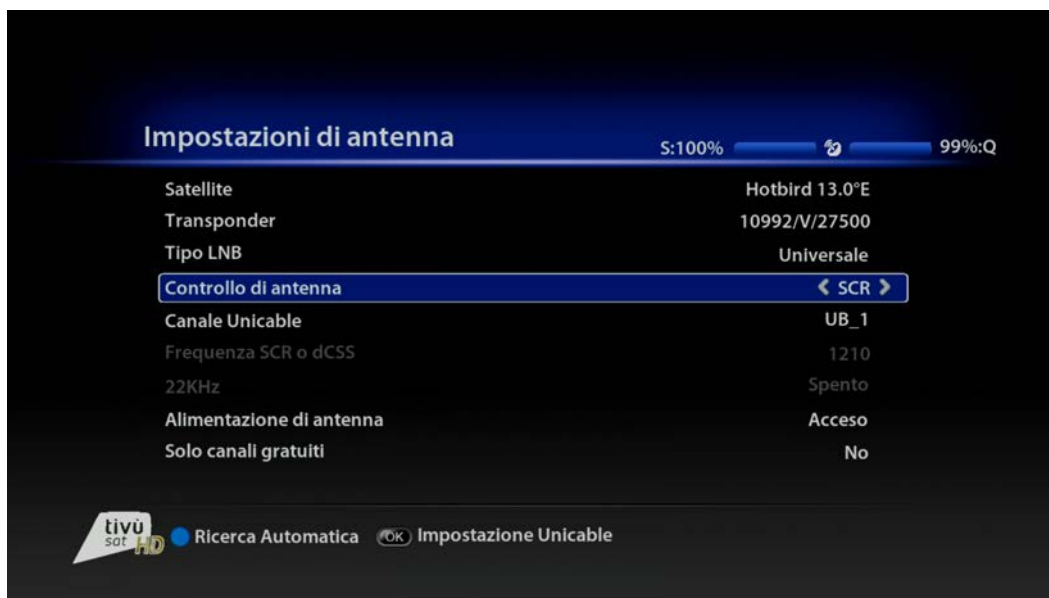 Impostazioni di antenna
S:100% 99%:Q
Satellite Hotbird 13.0°E
Transponder 10992/V/27500
Tipo LNB Universale
Controllo di antenna SCR
Canale Unicable UB_1
Frequenza SCR o dCSS 1210
22KHz Spento
Alimentazione di antenna Acceso
Solo canali gratuiti No
tivù
sat HD
Ricerca Automatica OK Impostazione Unicable